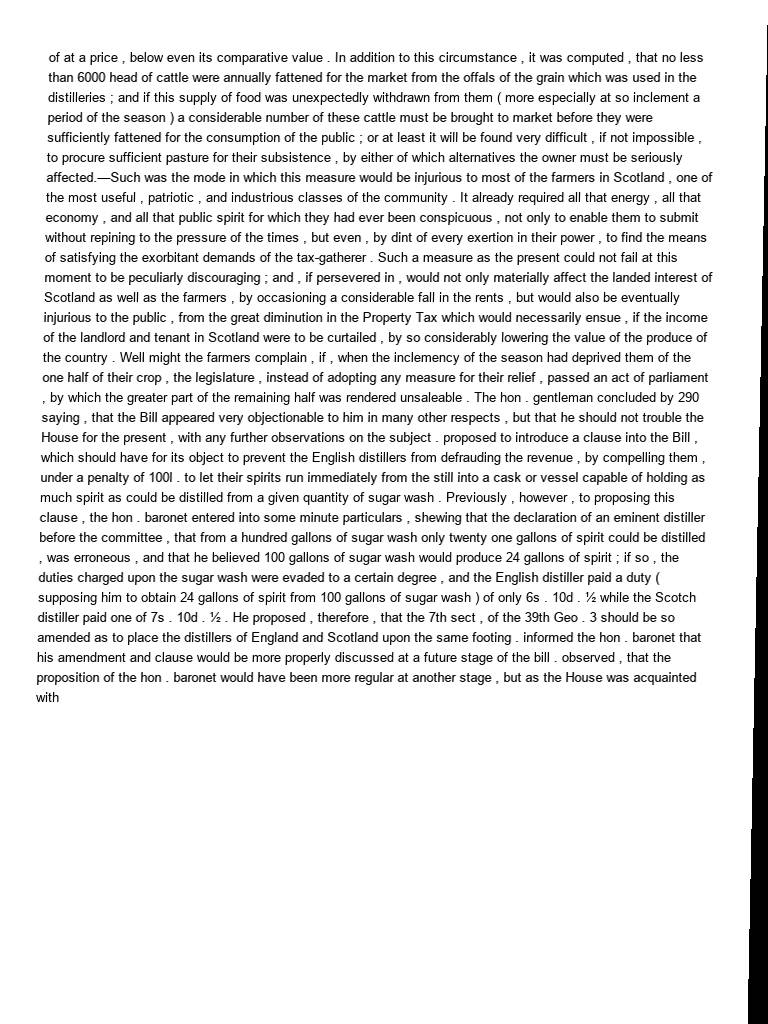 of at a price , below even its comparative value . In addition to this circumstance , it was computed , that no less
than 6000 head of cattle were annually fattened for the market from the offals of the grain which was used in the
distilleries ; and if this supply of food was unexpectedly withdrawn from them ( more especially at so inclement a
period of the season ) a considerable number of these cattle must be brought to market before they were
sufficiently fattened for the consumption of the public ; or at least it will be found very difficult , if not impossible ,
to procure sufficient pasture for their subsistence , by either of which alternatives the owner must be seriously
affected.—Such was the mode in which this measure would be injurious to most of the farmers in Scotland , one of
the most useful , patriotic , and industrious classes of the community . It already required all that energy , all that
economy , and all that public spirit for which they had ever been conspicuous , not only to enable them to submit
without repining to the pressure of the times , but even , by dint of every exertion in their power , to find the means
of satisfying the exorbitant demands of the tax-gatherer . Such a measure as the present could not fail at this
moment to be peculiarly discouraging ; and , if persevered in , would not only materially affect the landed interest of
Scotland as well as the farmers , by occasioning a considerable fall in the rents , but would also be eventually
injurious to the public , from the great diminution in the Property Tax which would necessarily ensue , if the income
of the landlord and tenant in Scotland were to be curtailed , by so considerably lowering the value of the produce of
the country . Well might the farmers complain , if , when the inclemency of the season had deprived them of the
one half of their crop , the legislature , instead of adopting any measure for their relief , passed an act of parliament
, by which the greater part of the remaining half was rendered unsaleable . The hon . gentleman concluded by 290
saying , that the Bill appeared very objectionable to him in many other respects , but that he should not trouble the
House for the present , with any further observations on the subject . proposed to introduce a clause into the Bill ,
which should have for its object to prevent the English distillers from defrauding the revenue , by compelling them ,
under a penalty of 100l . to let their spirits run immediately from the still into a cask or vessel capable of holding as
much spirit as could be distilled from a given quantity of sugar wash . Previously , however , to proposing this
clause , the hon . baronet entered into some minute particulars , shewing that the declaration of an eminent distiller
before the committee , that from a hundred gallons of sugar wash only twenty one gallons of spirit could be distilled
, was erroneous , and that he believed 100 gallons of sugar wash would produce 24 gallons of spirit ; if so , the
duties charged upon the sugar wash were evaded to a certain degree , and the English distiller paid a duty (
supposing him to obtain 24 gallons of spirit from 100 gallons of sugar wash ) of only 6s . 10d . ½ while the Scotch
distiller paid one of 7s . 10d . ½ . He proposed , therefore , that the 7th sect , of the 39th Geo . 3 should be so
amended as to place the distillers of England and Scotland upon the same footing . informed the hon . baronet that
his amendment and clause would be more properly discussed at a future stage of the bill . observed , that the
proposition of the hon . baronet would have been more regular at another stage , but as the House was acquainted
with